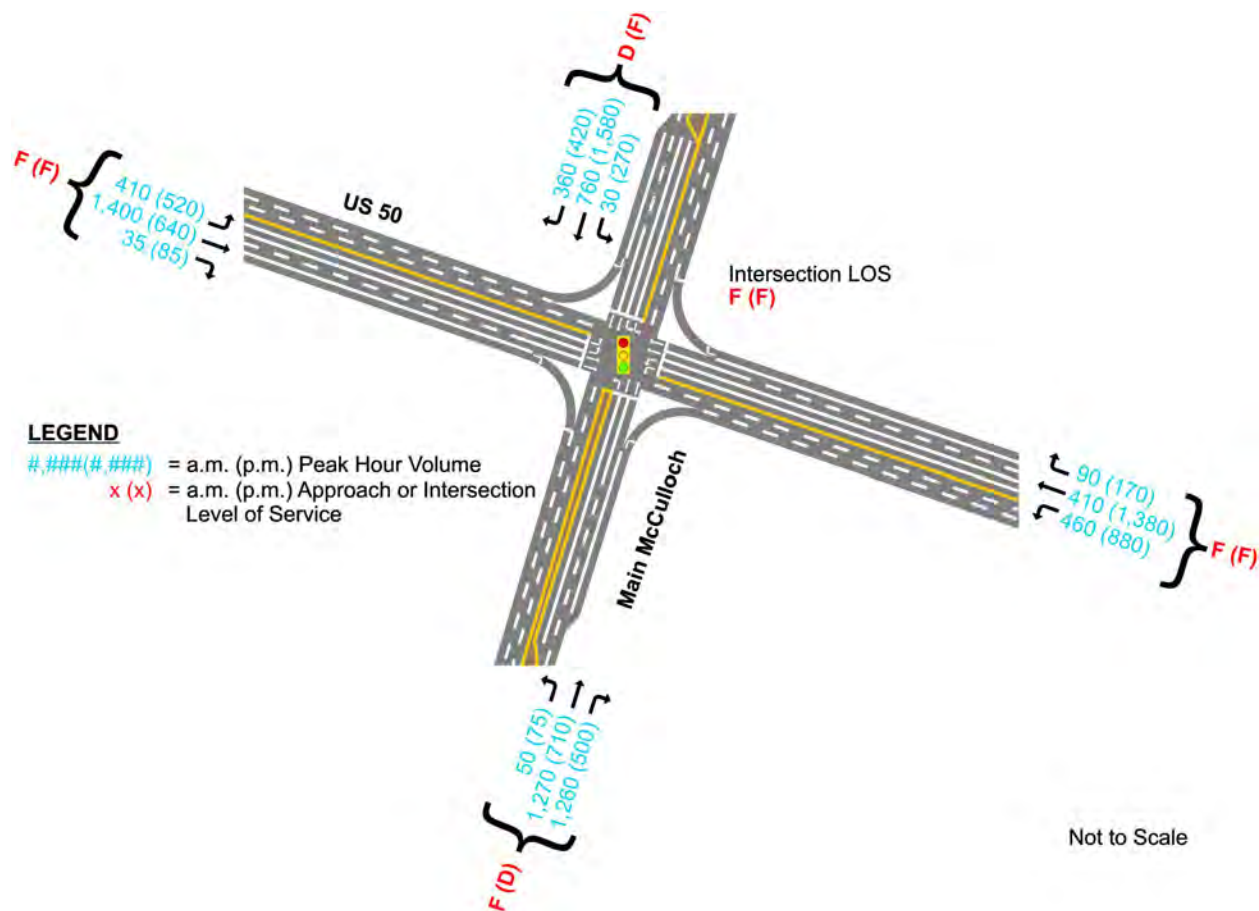 D (F)
360 (420)
760 (1,580)
30 (270)
F (F)
410 (520)
1,400 (640)
35 (85)
US 50
Intersection LOS
F (F)
LEGEND
#,###(#,###) = a.m. (p.m.) Peak Hour Volume
x (x) = a.m. (p.m.) Approach or Intersection
Level of Service
Main McCulloch
90 (170)
410 (1,380)
460 (880)
F (F)
50 (75)
1,270 (710)
1,260 (500)
F (D)
Not to Scale